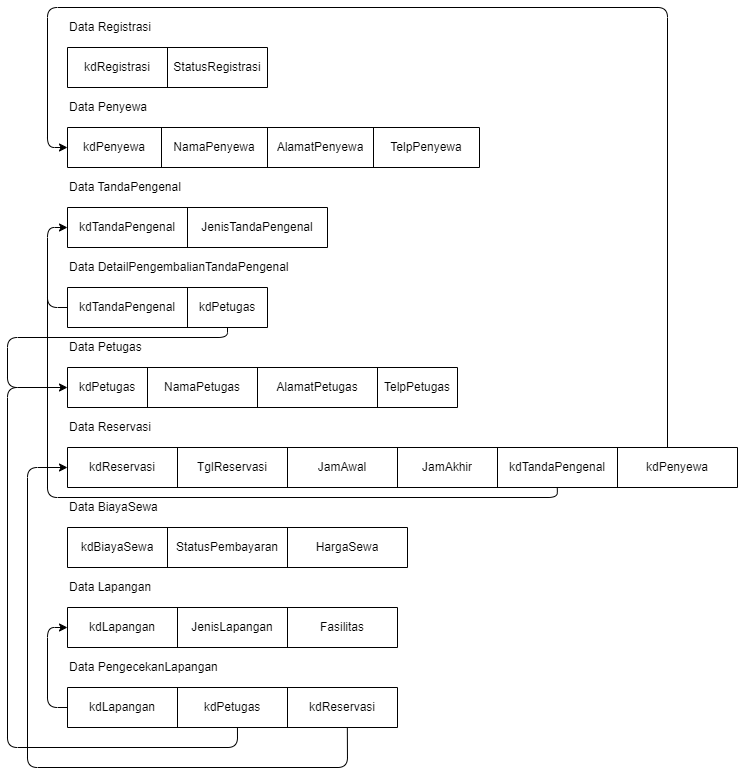 Data Registrasi
kdRegistrasi StatusRegistrasi
Data Penyewa
kdPenyewa NamaPenyewa AlamatPenyewa TelpPenyewa
Data TandaPengenal
kdTandaPengenal JenisTandaPengenal
Data DetailPengembalianTandaPengenal
kdTandaPengenal kdPetugas
Data Petugas
kdPetugas NamaPetugas AlamatPetugas TelpPetugas
Data Reservasi
kdReservasi TglReservasi JamAwal JamAkhir kdTandaPengenal kdPenyewa
Data BiayaSewa
kdBiayaSewa StatusPembayaran HargaSewa
Data Lapangan
kdLapangan JenisLapangan Fasilitas
Data PengecekanLapangan
kdLapangan kdPetugas kdReservasi